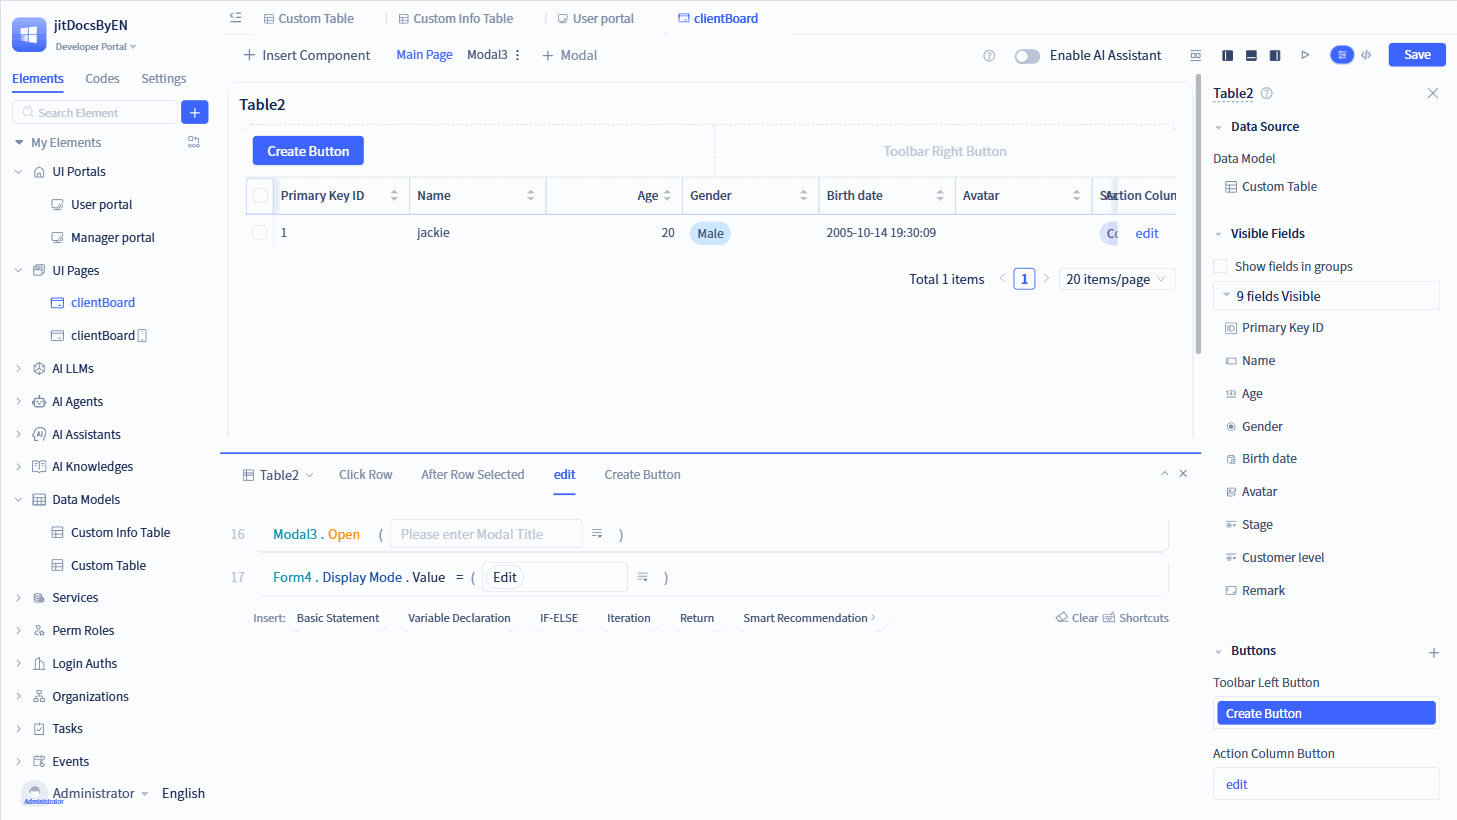 jitDocsByEN
Developer Portal
Elements
Codes
Settings
Search Element
My Elements
UI Portals
User portal
Manager portal
UI Pages
clientBoard
clientBoard
AI LLMs
AI Agents
AI Assistants
AI Knowledges
Data Models
Custom Info Table
Custom Table
Services
Perm Roles
Login Auths
Organizations
Tasks
Events
Administrator
Administrator
English
Custom Table
Custom Info Table
User portal
clientBoard
Insert Component
Main Page
Modal3
Modal
Enable AI Assistant
Save
Table2
Create Button
Toolbar Right Button
Primary Key ID
Name
Age
Gender
Birth date
Avatar
Action Colun
1
jackie
20
Male
2005-10-14 19:30:09
Co
edit
Total 1 items
1
20 items/page
Table2
Click Row
After Row Selected
edit
Create Button
16 Modal3 . Open ( Please enter Modal Title )
17 Form4 . Display Mode . Value = ( Edit )
Insert:
Basic Statement
Variable Declaration
IF-ELSE
Iteration
Return
Smart Recommendation
Clear
Shortcuts
Table2
Data Source
Data Model
Custom Table
Visible Fields
Show fields in groups
9 fields Visible
Primary Key ID
Name
Age
Gender
Birth date
Avatar
Stage
Customer level
Remark
Buttons
Toolbar Left Button
Create Button
Action Column Button
edit